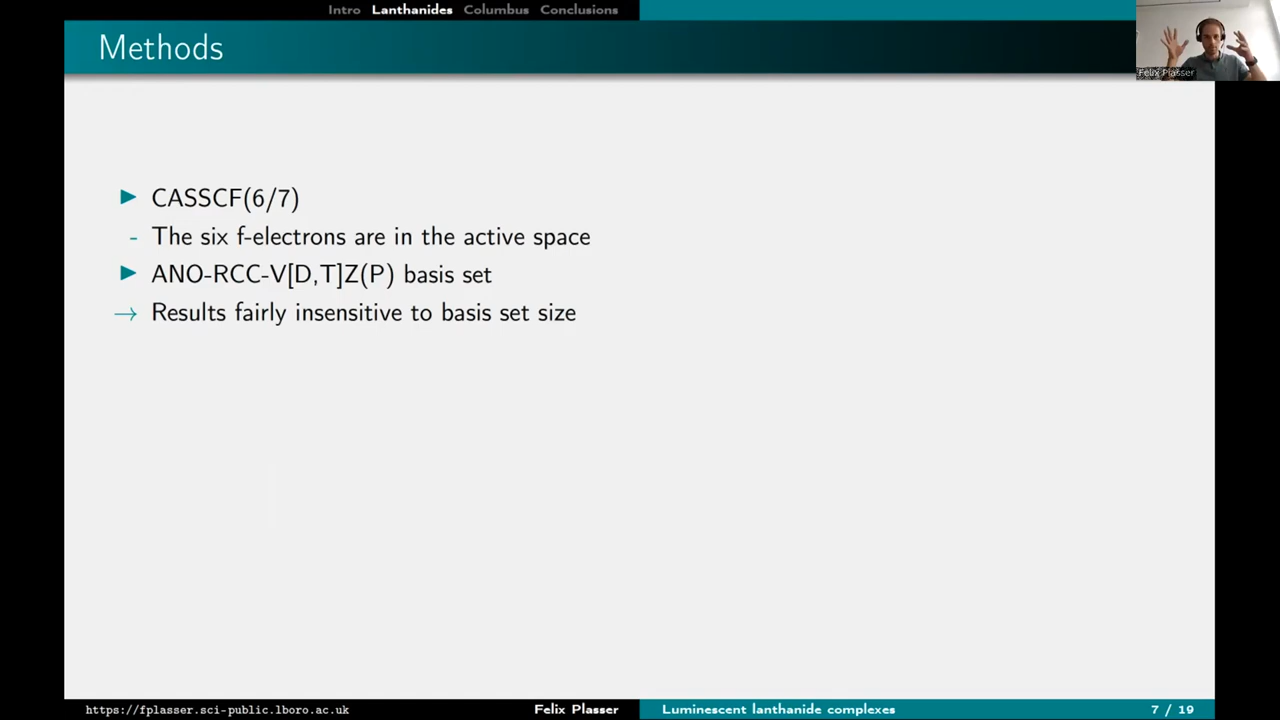 Intro Lanthanides Columbus Conclusions
Methods
Felix Plasser
► CASSCF(6/7)
- The six f-electrons are in the active space
► ANO-RCC-V[D,T]Z(P) basis set
→ Results fairly insensitive to basis set size
https://fplasser.sci-public.lboro.ac.uk Felix Plasser Luminescent lanthanide complexes 7 / 19